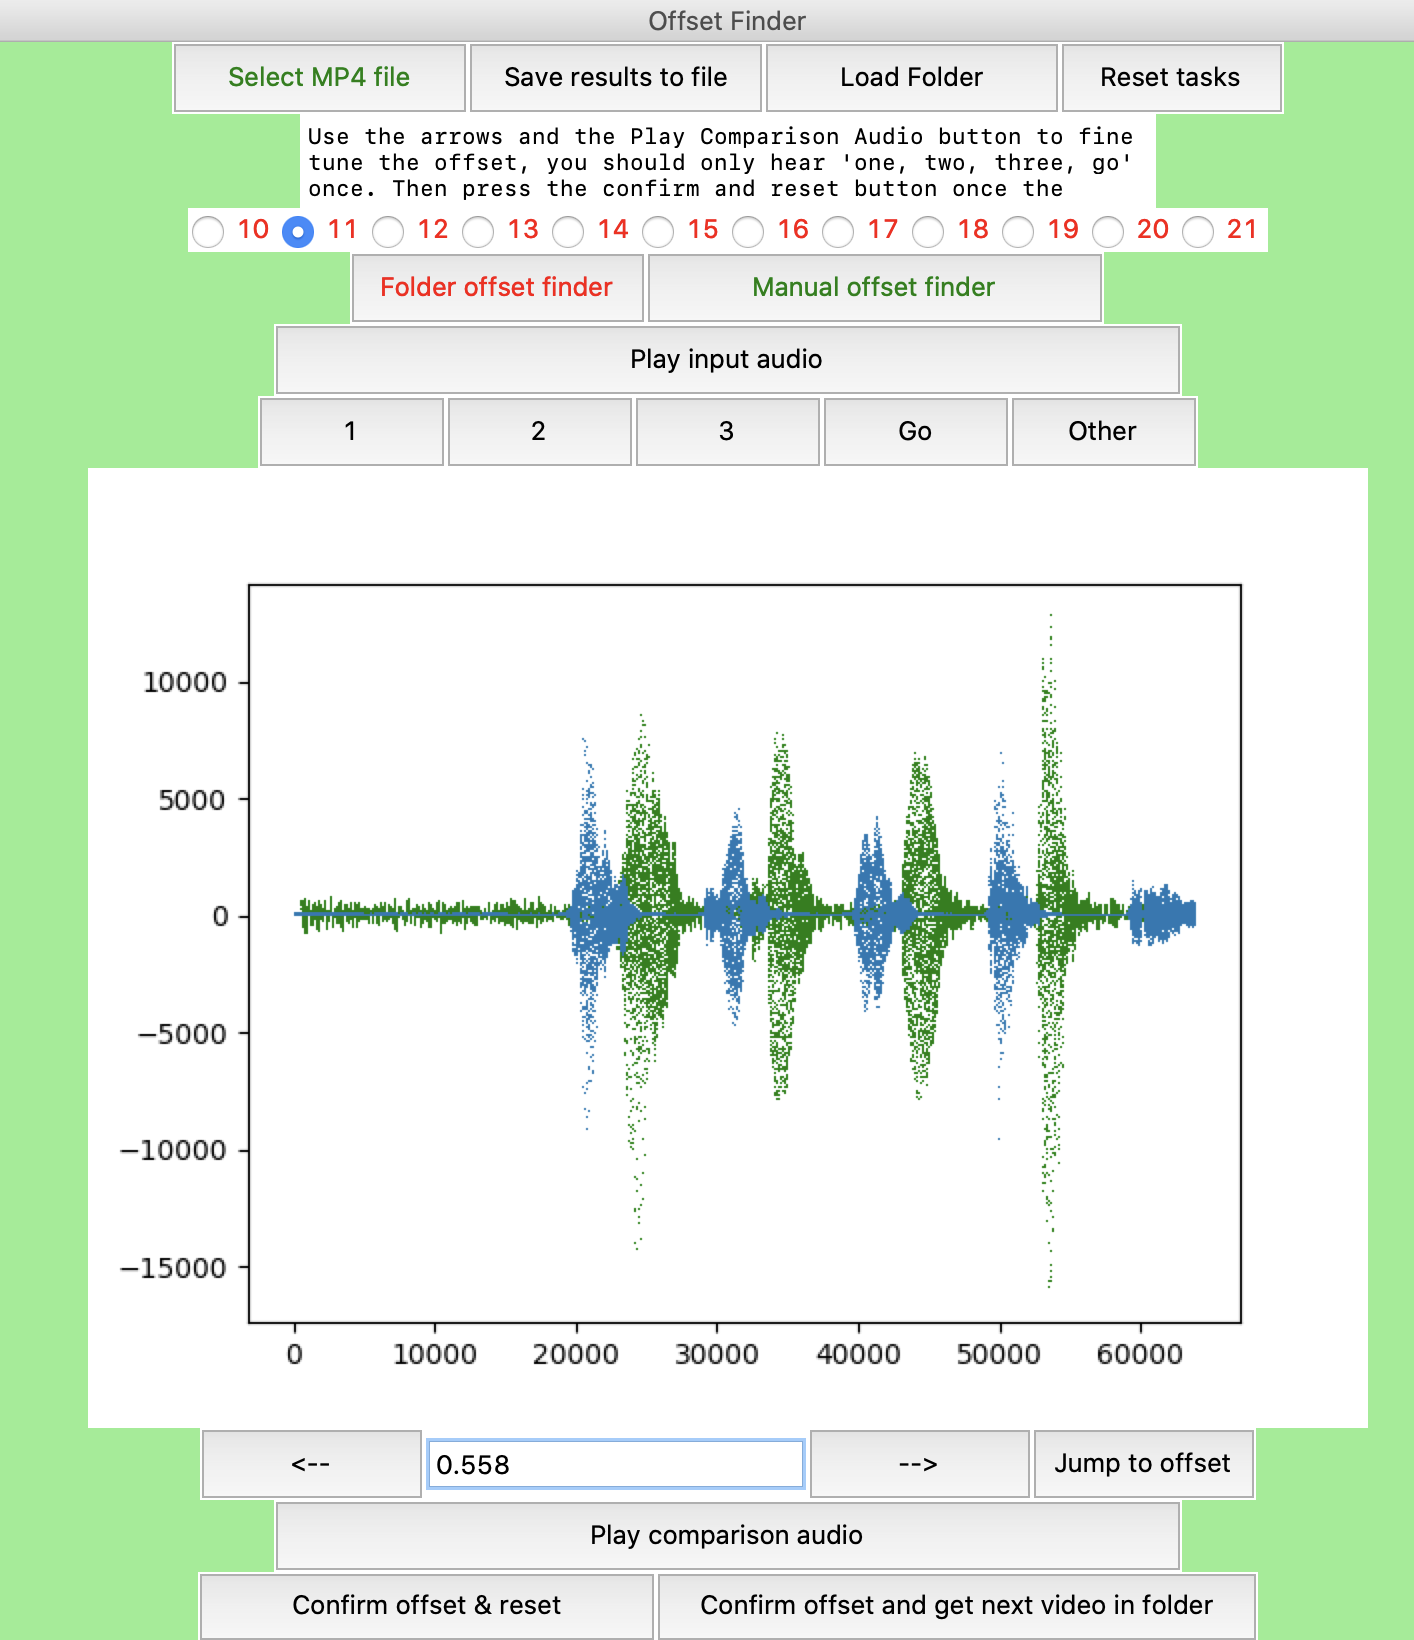 Offset Finder
Select MP4 file Save results to file Load Folder Reset tasks
Use the arrows and the Play Comparison Audio button to fine
tune the offset, you should only hear 'one, two, three, go'
once. Then press the confirm and reset button once the
10 11 12 13 14 15 16 17 18 19 20 21
Folder offset finder Manual offset finder
Play input audio
1 2 3 Go Other
10000
5000
0
−5000
−10000
−15000
0 10000 20000 30000 40000 50000 60000
<-- 0.558 --> Jump to offset
Play comparison audio
Confirm offset & reset Confirm offset and get next video in folder